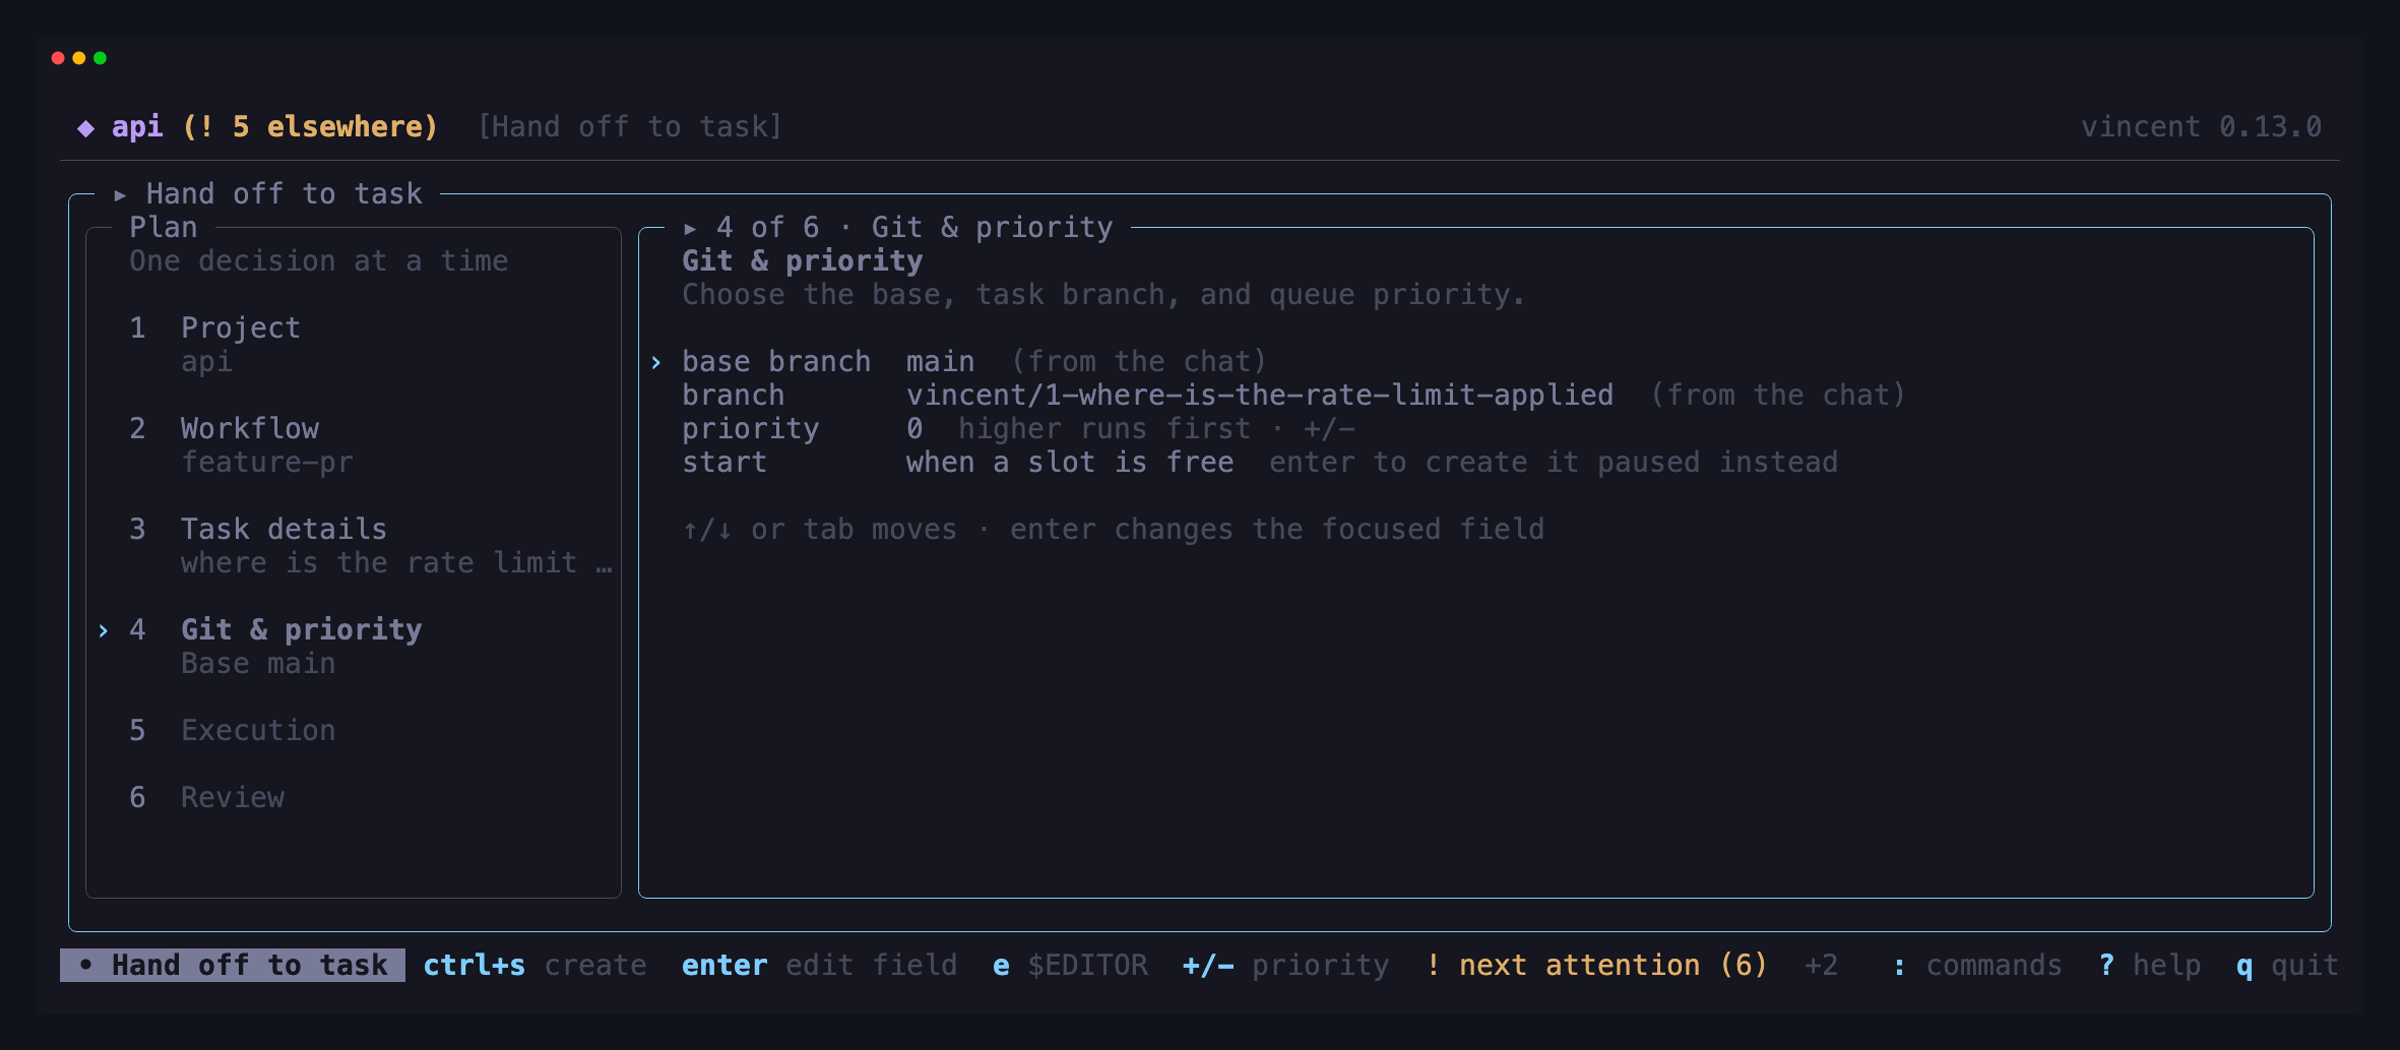 ◆ api (! 5 elsewhere)  [Hand off to task]  vincent 0.13.0
▸ Hand off to task
Plan
One decision at a time
1  Project
api
2  Workflow
feature-pr
3  Task details
where is the rate limit …
› 4  Git & priority
Base main
5  Execution
6  Review
▸ 4 of 6 · Git & priority
Git & priority
Choose the base, task branch, and queue priority.
› base branch  main  (from the chat)
branch  vincent/1-where-is-the-rate-limit-applied  (from the chat)
priority  0  higher runs first · +/-
start  when a slot is free  enter to create it paused instead
↑/↓ or tab moves · enter changes the focused field
• Hand off to task  ctrl+s create  enter edit field  e $EDITOR  +/- priority  ! next attention (6)  +2  : commands  ? help  q quit